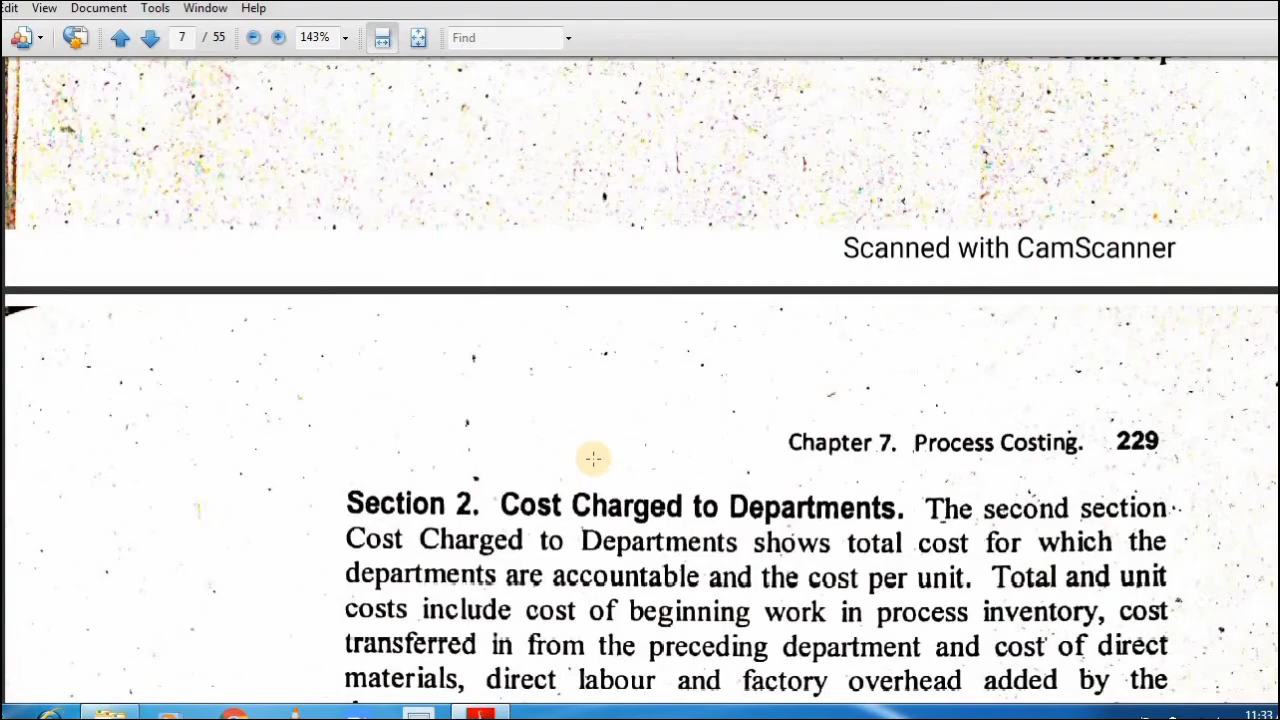 dit View Document Tools Window Help
7 / 55 143% Find
Scanned with CamScanner
Chapter 7. Process Costing. 229
Section 2. Cost Charged to Departments. The second section
Cost Charged to Departments shows total cost for which the
departments are accountable and the cost per unit. Total and unit
costs include cost of beginning work in process inventory, cost
transferred in from the preceding department and cost of direct
materials, direct labour and factory overhead added by the
11:33